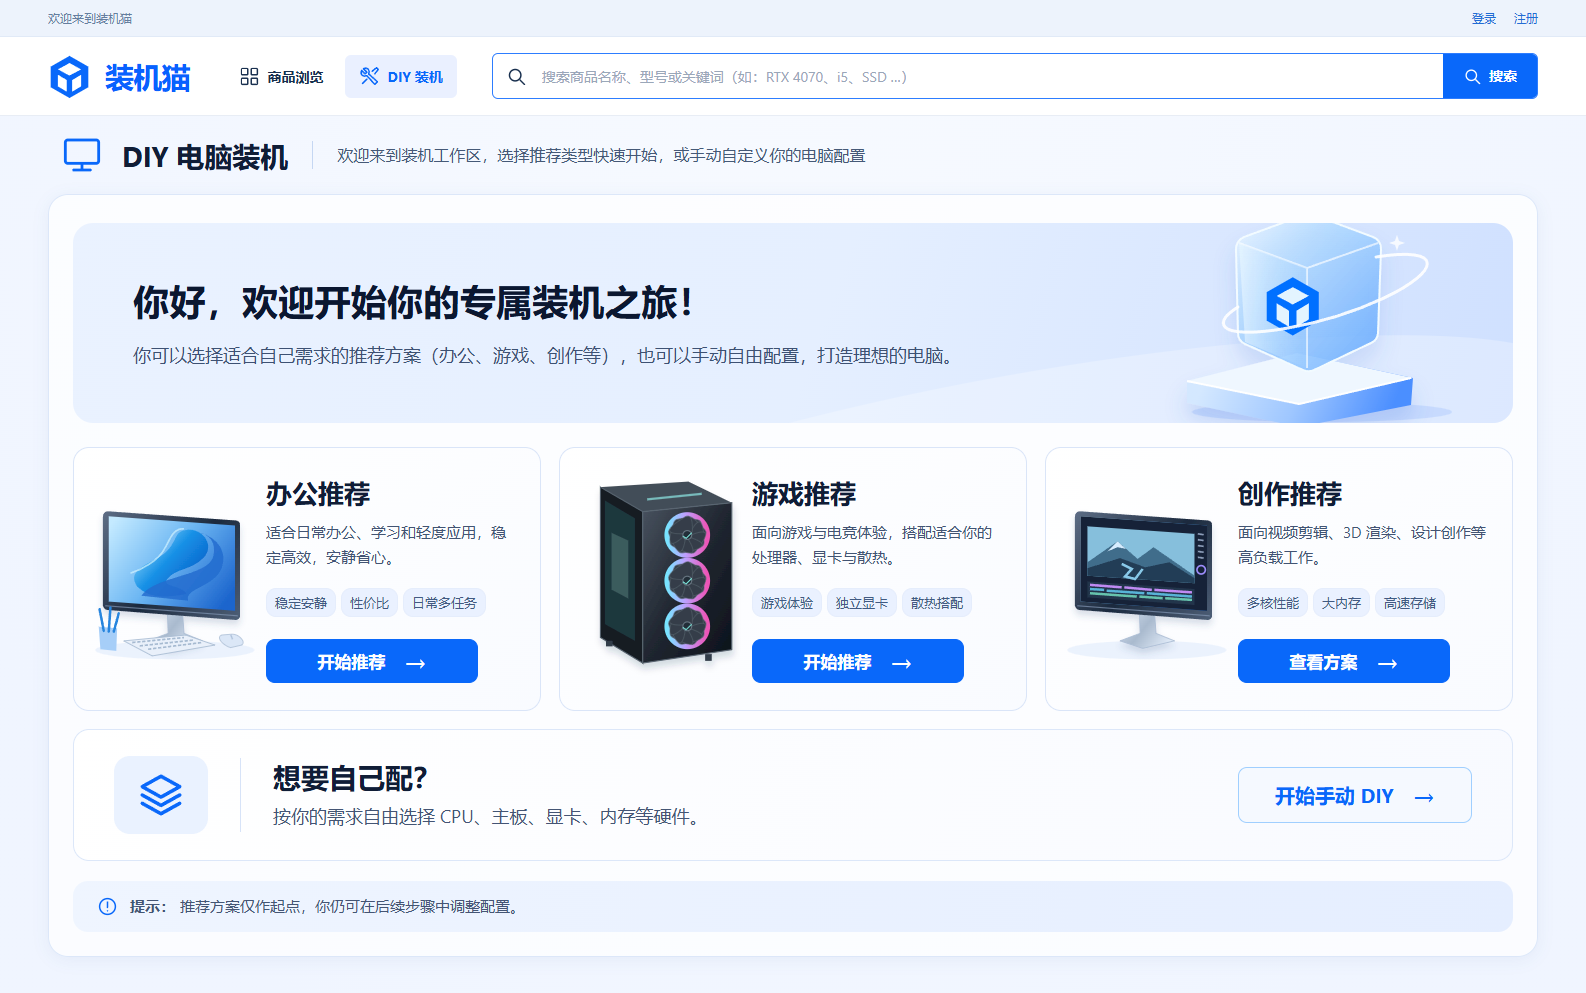 欢迎来到装机猫
登录 注册
装机猫
商品浏览
DIY 装机
搜索商品名称、型号或关键词（如：RTX 4070、i5、SSD ...）
搜索
DIY 电脑装机
欢迎来到装机工作区，选择推荐类型快速开始，或手动自定义你的电脑配置
你好，欢迎开始你的专属装机之旅！
你可以选择适合自己需求的推荐方案（办公、游戏、创作等），也可以手动自由配置，打造理想的电脑。
办公推荐
适合日常办公、学习和轻度应用，稳
定高效，安静省心。
稳定安静 性价比 日常多任务
开始推荐 →
游戏推荐
面向游戏与电竞体验，搭配适合你的
处理器、显卡与散热。
游戏体验 独立显卡 散热搭配
开始推荐 →
创作推荐
面向视频剪辑、3D 渲染、设计创作等
高负载工作。
多核性能 大内存 高速存储
查看方案 →
想要自己配？
按你的需求自由选择 CPU、主板、显卡、内存等硬件。
开始手动 DIY →
提示： 推荐方案仅作起点，你仍可在后续步骤中调整配置。